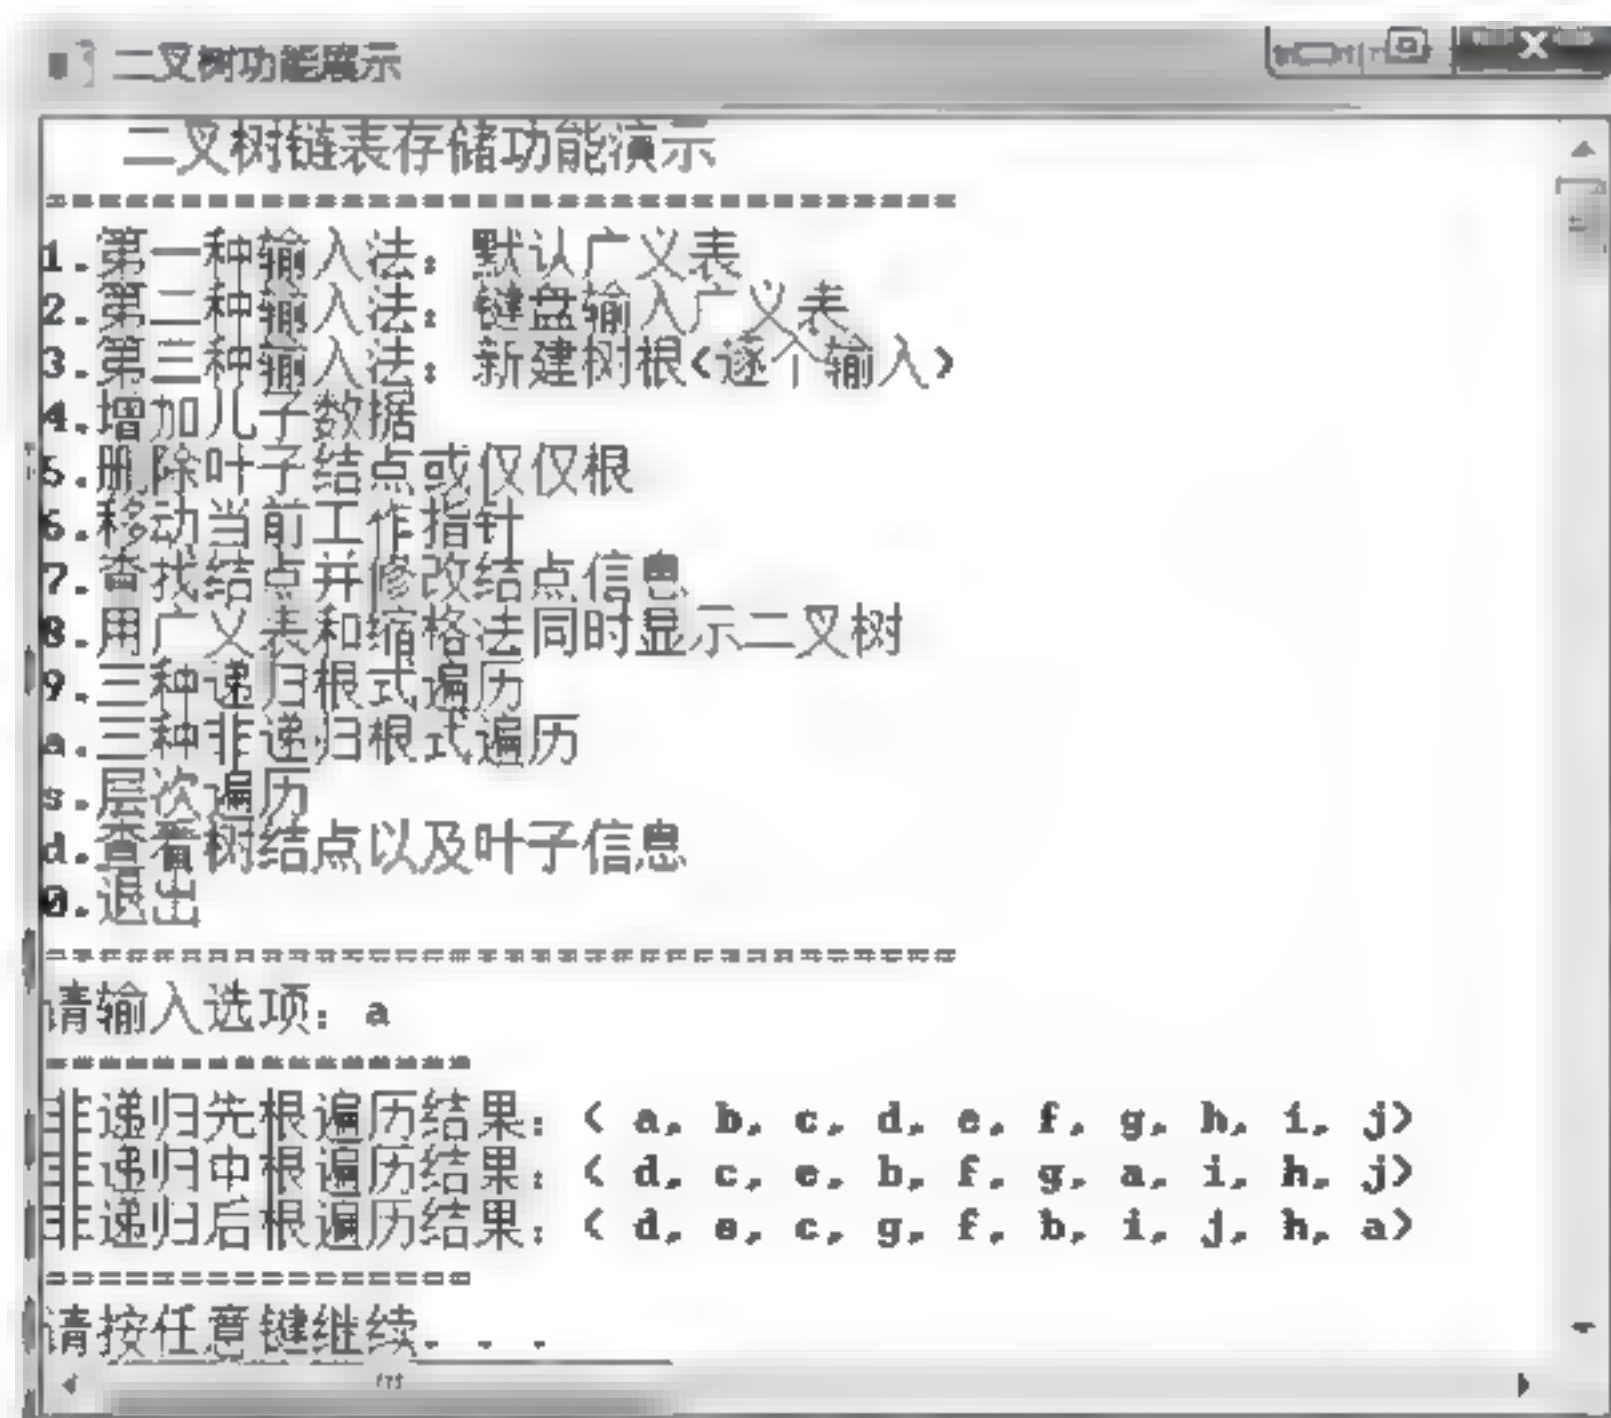 二叉树功能展示
二叉树链表存储功能演示
==================================
1.第一种输入法：默认广义表
2.第二种输入法：键盘输入广义表
3.第三种输入法：新建树根<逐个输入>
4.增加儿子数据
5.删除叶子结点或仅仅根
6.移动当前工作指针
7.查找结点并修改结点信息
8.用广义表和缩格法同时显示二叉树
9.三种递归根式遍历
a.三种非递归根式遍历
s.层次遍历
d.查看树结点以及叶子信息
0.退出
==================================
请输入选项：a
================
非递归先根遍历结果：< a, b, c, d, e, f, g, h, i, j>
非递归中根遍历结果：< d, c, e, b, f, g, a, i, h, j>
非递归后根遍历结果：< d, e, c, g, f, b, i, j, h, a>
================
请按任意键继续. . .